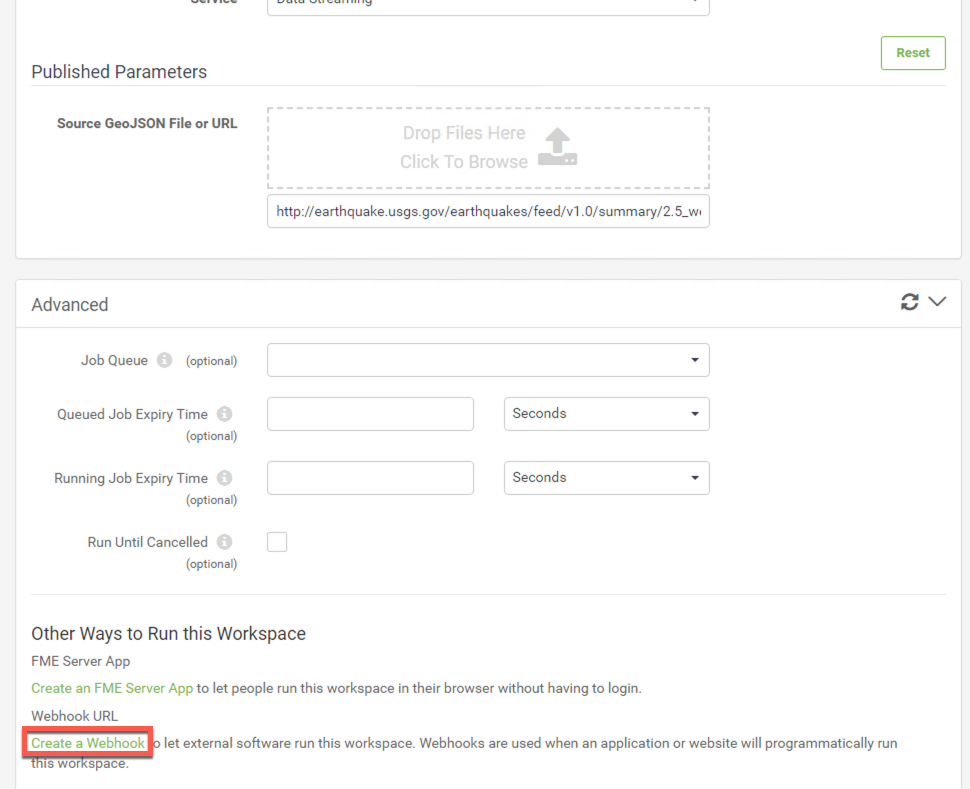 Service
Data Streaming
Reset
Published Parameters
Source GeoJSON File or URL
Drop Files Here
Click To Browse
http://earthquake.usgs.gov/earthquakes/feed/v1.0/summary/2.5_w
Advanced
Job Queue (optional)
Queued Job Expiry Time
Seconds
(optional)
Running Job Expiry Time
Seconds
(optional)
Run Until Cancelled
(optional)
Other Ways to Run this Workspace
FME Server App
Create an FME Server App to let people run this workspace in their browser without having to login.
Webhook URL
Create a Webhook to let external software run this workspace. Webhooks are used when an application or website will programmatically run
this workspace.